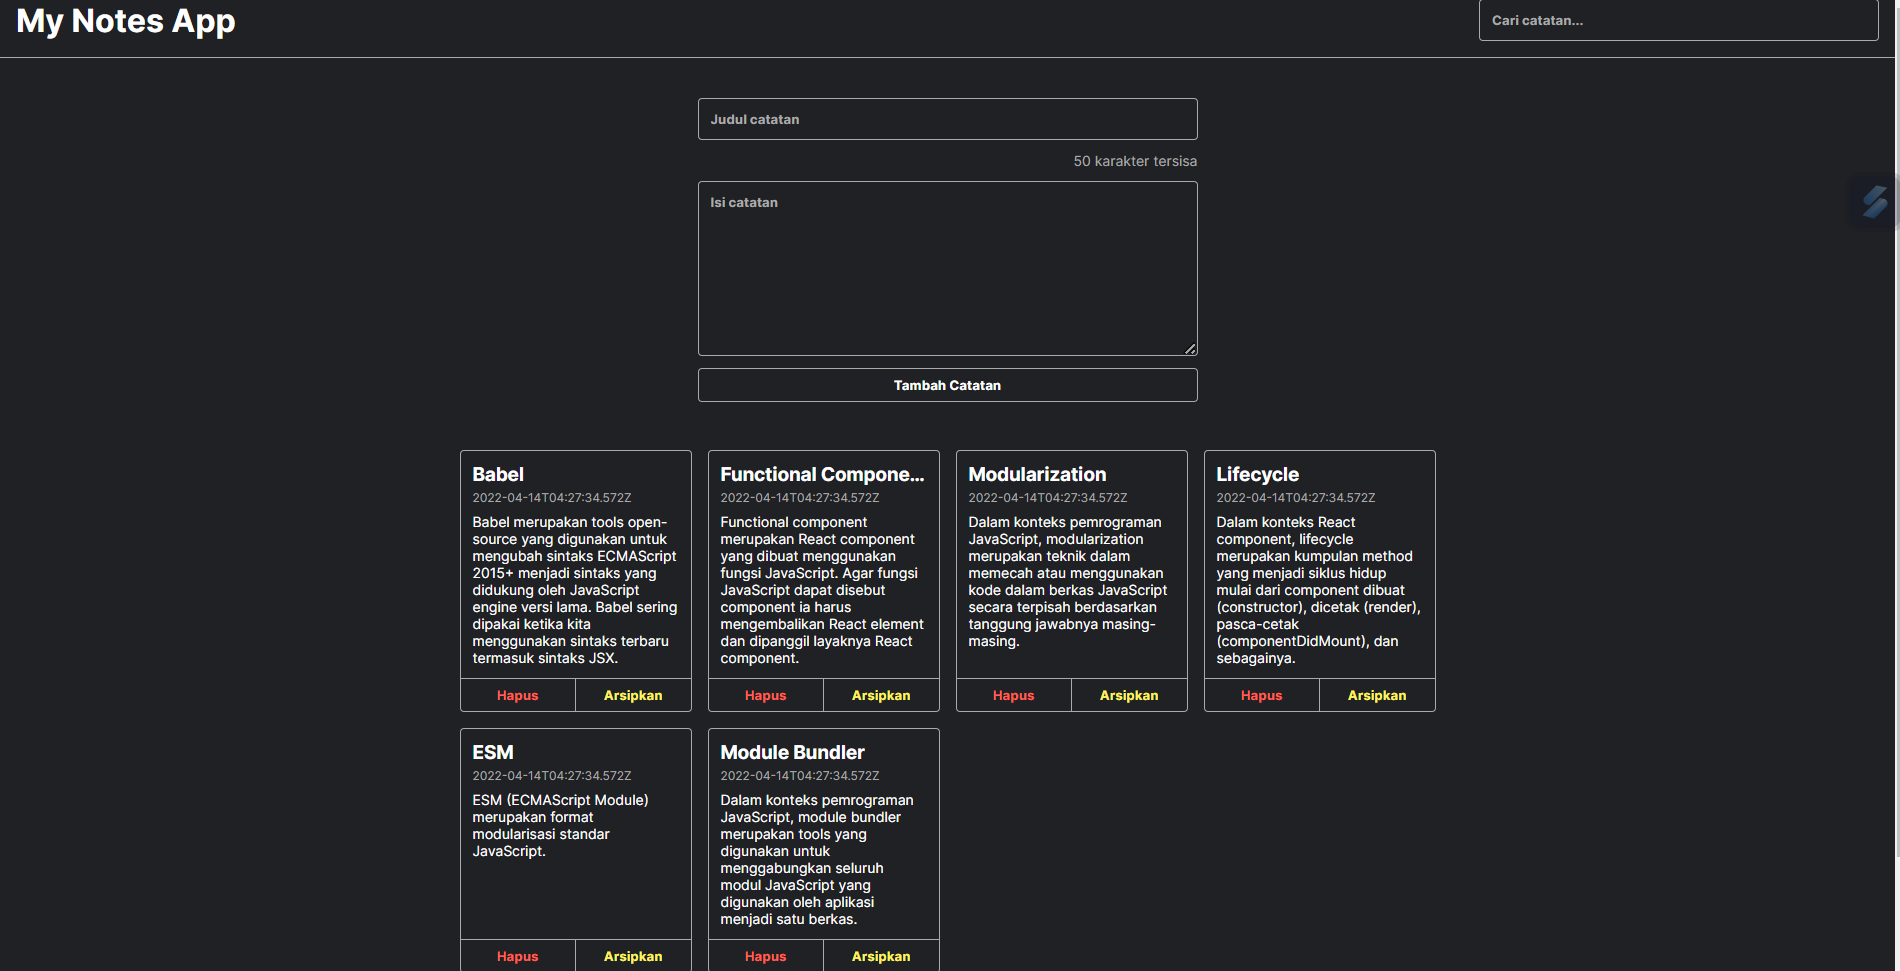 My Notes App
Cari catatan...
Judul catatan
50 karakter tersisa
Isi catatan
Tambah Catatan
Babel
2022-04-14T04:27:34.572Z
Babel merupakan tools open-
source yang digunakan untuk
mengubah sintaks ECMAScript
2015+ menjadi sintaks yang
didukung oleh JavaScript
engine versi lama. Babel sering
dipakai ketika kita
menggunakan sintaks terbaru
termasuk sintaks JSX.
Hapus
Arsipkan
Functional Compone...
2022-04-14T04:27:34.572Z
Functional component
merupakan React component
yang dibuat menggunakan
fungsi JavaScript. Agar fungsi
JavaScript dapat disebut
component ia harus
mengembalikan React element
dan dipanggil layaknya React
component.
Hapus
Arsipkan
Modularization
2022-04-14T04:27:34.572Z
Dalam konteks pemrograman
JavaScript, modularization
merupakan teknik dalam
memecah atau menggunakan
kode dalam berkas JavaScript
secara terpisah berdasarkan
tanggung jawabnya masing-
masing.
Hapus
Arsipkan
Lifecycle
2022-04-14T04:27:34.572Z
Dalam konteks React
component, lifecycle
merupakan kumpulan method
yang menjadi siklus hidup
mulai dari component dibuat
(constructor), dicetak (render),
pasca-cetak
(componentDidMount), dan
sebagainya.
Hapus
Arsipkan
ESM
2022-04-14T04:27:34.572Z
ESM (ECMAScript Module)
merupakan format
modularisasi standar
JavaScript.
Hapus
Arsipkan
Module Bundler
2022-04-14T04:27:34.572Z
Dalam konteks pemrograman
JavaScript, module bundler
merupakan tools yang
digunakan untuk
menggabungkan seluruh
modul JavaScript yang
digunakan oleh aplikasi
menjadi satu berkas.
Hapus
Arsipkan